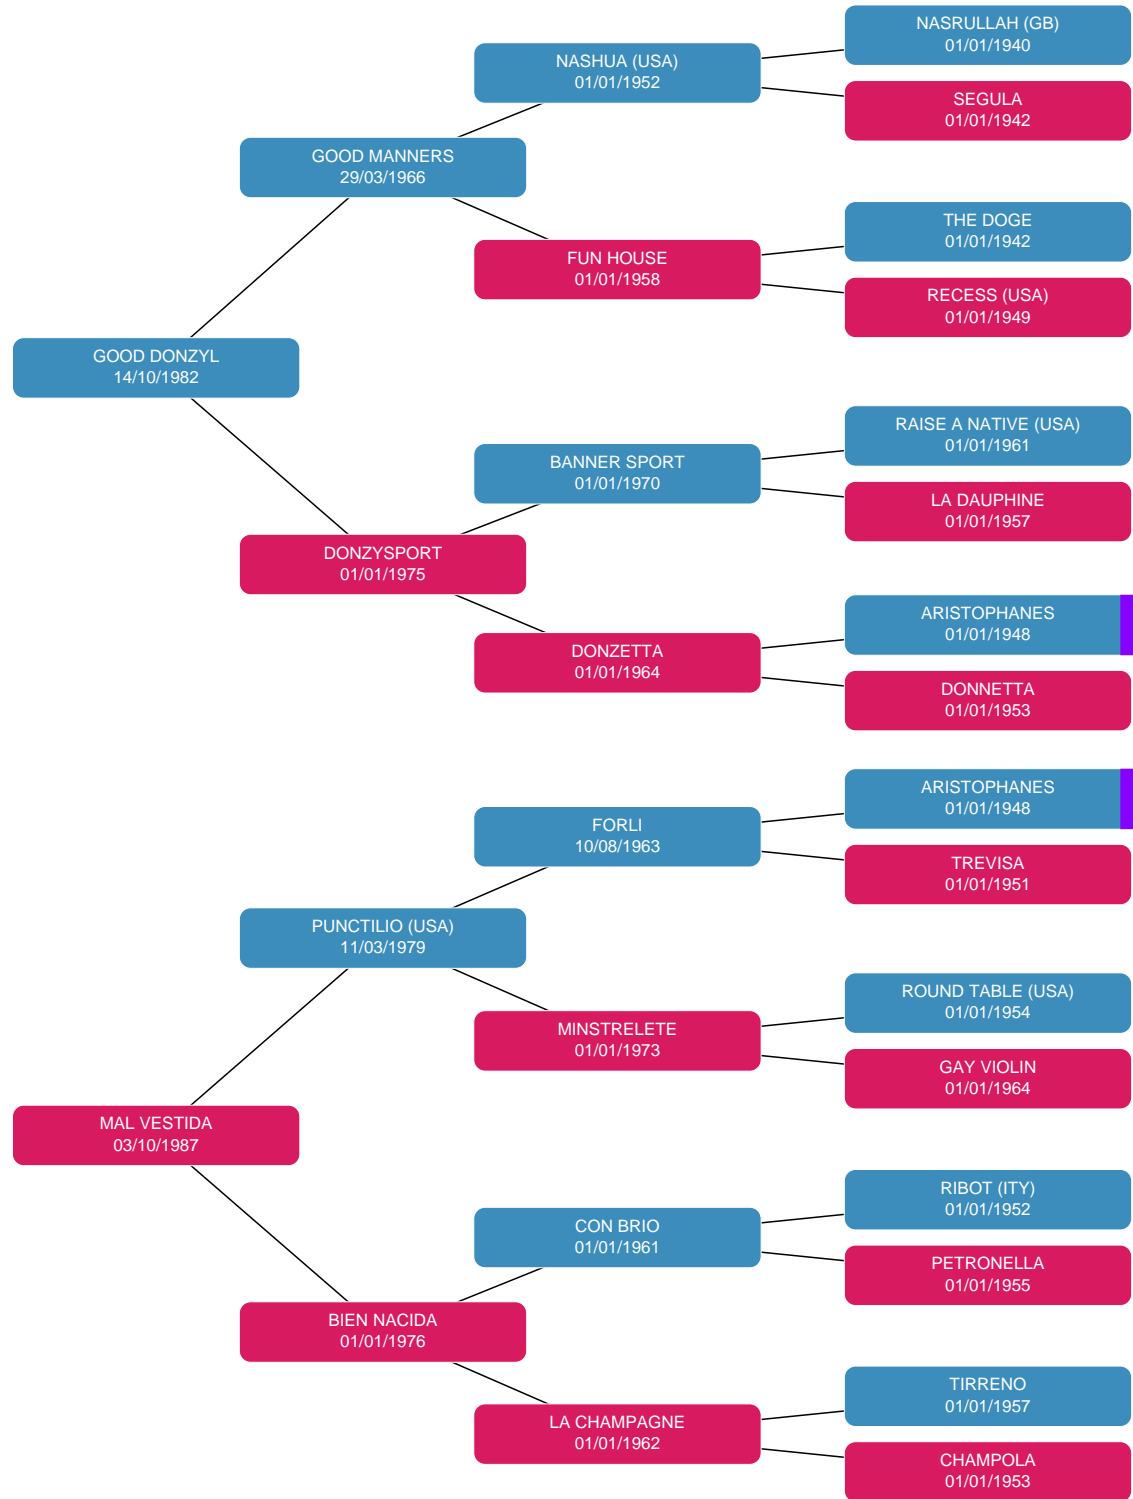 NASRULLAH (GB)
01/01/1940
NASHUA (USA)
01/01/1952
SEGULA
01/01/1942
GOOD MANNERS
29/03/1966
THE DOGE
01/01/1942
FUN HOUSE
01/01/1958
RECESS (USA)
01/01/1949
GOOD DONZYL
14/10/1982
RAISE A NATIVE (USA)
01/01/1961
BANNER SPORT
01/01/1970
LA DAUPHINE
01/01/1957
DONZYSPORT
01/01/1975
ARISTOPHANES
01/01/1948
DONZETTA
01/01/1964
DONNETTA
01/01/1953
ARISTOPHANES
01/01/1948
FORLI
10/08/1963
TREVISA
01/01/1951
PUNCTILIO (USA)
11/03/1979
ROUND TABLE (USA)
01/01/1954
MINSTRELETE
01/01/1973
GAY VIOLIN
01/01/1964
MAL VESTIDA
03/10/1987
RIBOT (ITY)
01/01/1952
CON BRIO
01/01/1961
PETRONELLA
01/01/1955
BIEN NACIDA
01/01/1976
TIRRENO
01/01/1957
LA CHAMPAGNE
01/01/1962
CHAMPOLA
01/01/1953